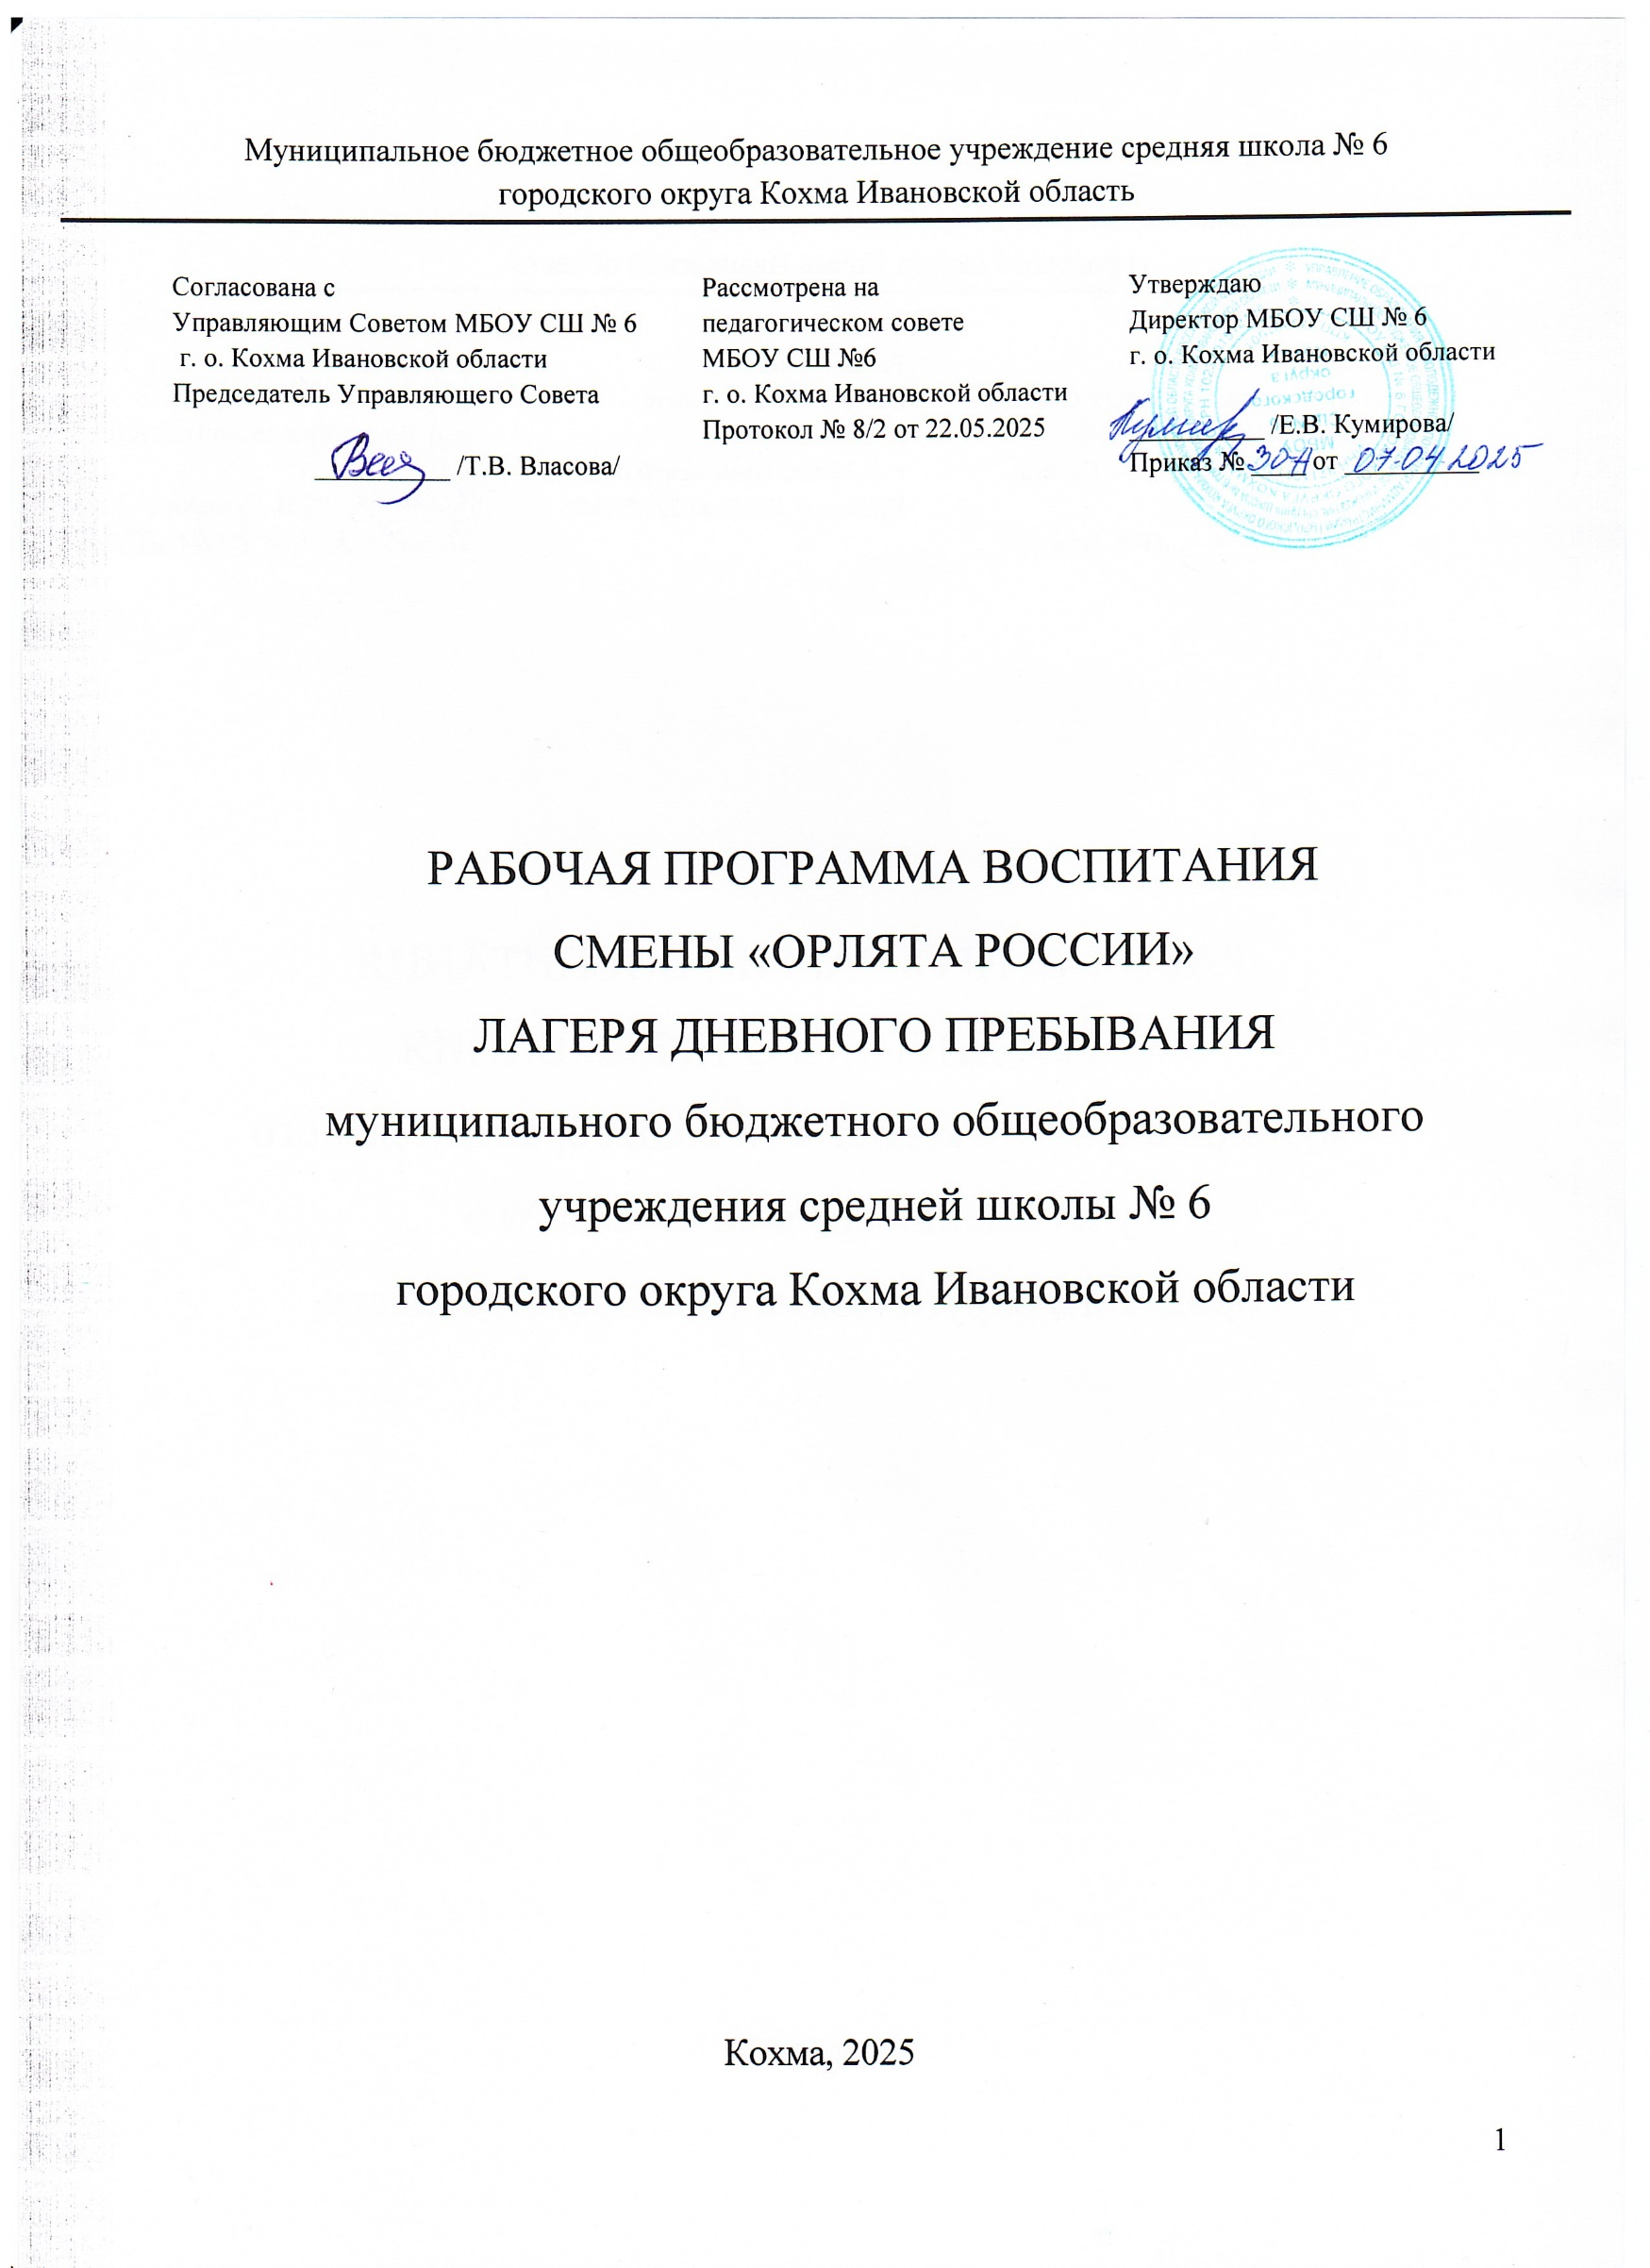 Муниципальное бюджетное общеобразовательное учреждение средняя школа № 6
городского округа Кохма Ивановской область
Согласована с
Управляющим Советом МБОУ СШ № 6
г. о. Кохма Ивановской области
Председатель Управляющего Совета
/Т.В. Власова/
Рассмотрена на
педагогическом совете
МБОУ СШ №6
г. о. Кохма Ивановской области
Протокол № 8/2 от 22.05.2025
Утверждаю
Директор МБОУ СШ № 6
г. о. Кохма Ивановской области
/Е.В. Кумирова/
Приказ № от 07.04.2025
РАБОЧАЯ ПРОГРАММА ВОСПИТАНИЯ
СМЕНЫ «ОРЛЯТА РОССИИ»
ЛАГЕРЯ ДНЕВНОГО ПРЕБЫВАНИЯ
муниципального бюджетного общеобразовательного
учреждения средней школы № 6
городского округа Кохма Ивановской области
Кохма, 2025
1